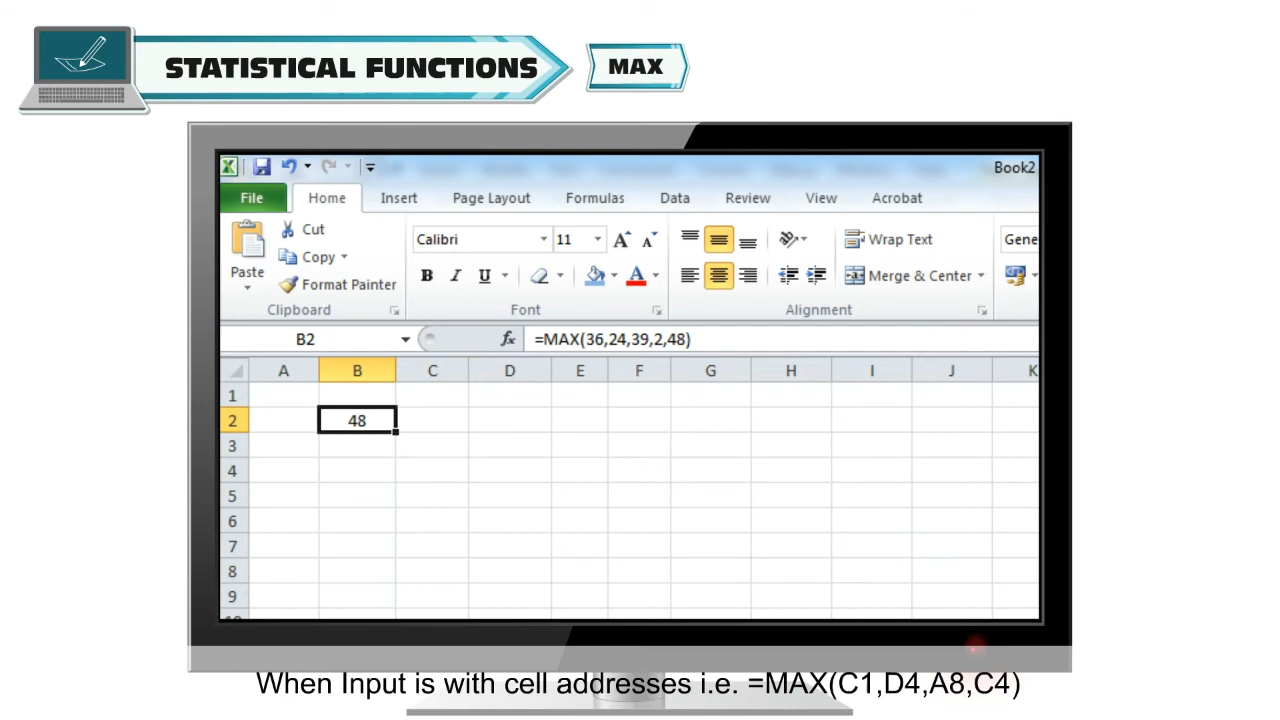 STATISTICAL FUNCTIONS MAX
Book2
File Home Insert Page Layout Formulas Data Review View Acrobat
Paste Cut Copy Format Painter
Clipboard
Calibri 11 A A
B I U A
Font
Wrap Text
Merge & Center
Alignment
Gene
B2 fx =MAX(36,24,39,2,48)
A B C D E F G H I J K
1
2 48
3
4
5
6
7
8
9
When Input is with cell addresses i.e. =MAX(C1,D4,A8,C4)